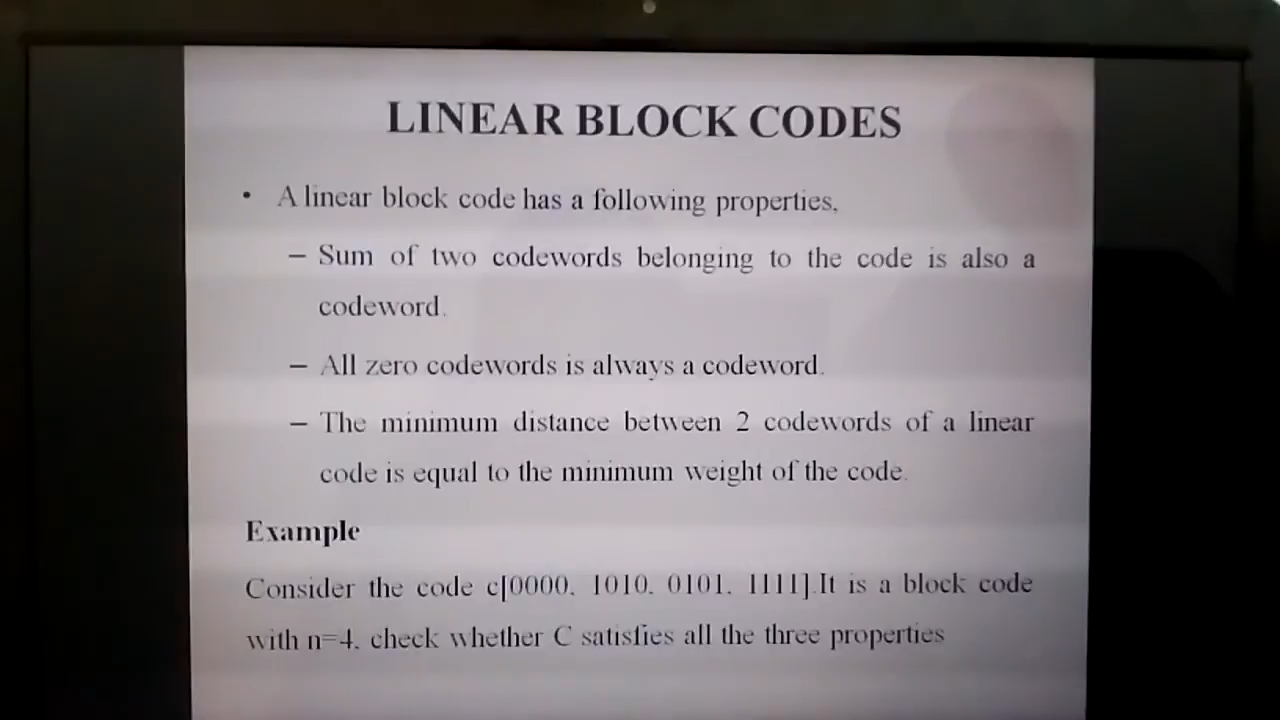 LINEAR BLOCK CODES
• A linear block code has a following properties,
– Sum of two codewords belonging to the code is also a
codeword.
– All zero codewords is always a codeword.
– The minimum distance between 2 codewords of a linear
code is equal to the minimum weight of the code.
Example
Consider the code c[0000, 1010, 0101, 1111].It is a block code
with n=4, check whether C satisfies all the three properties